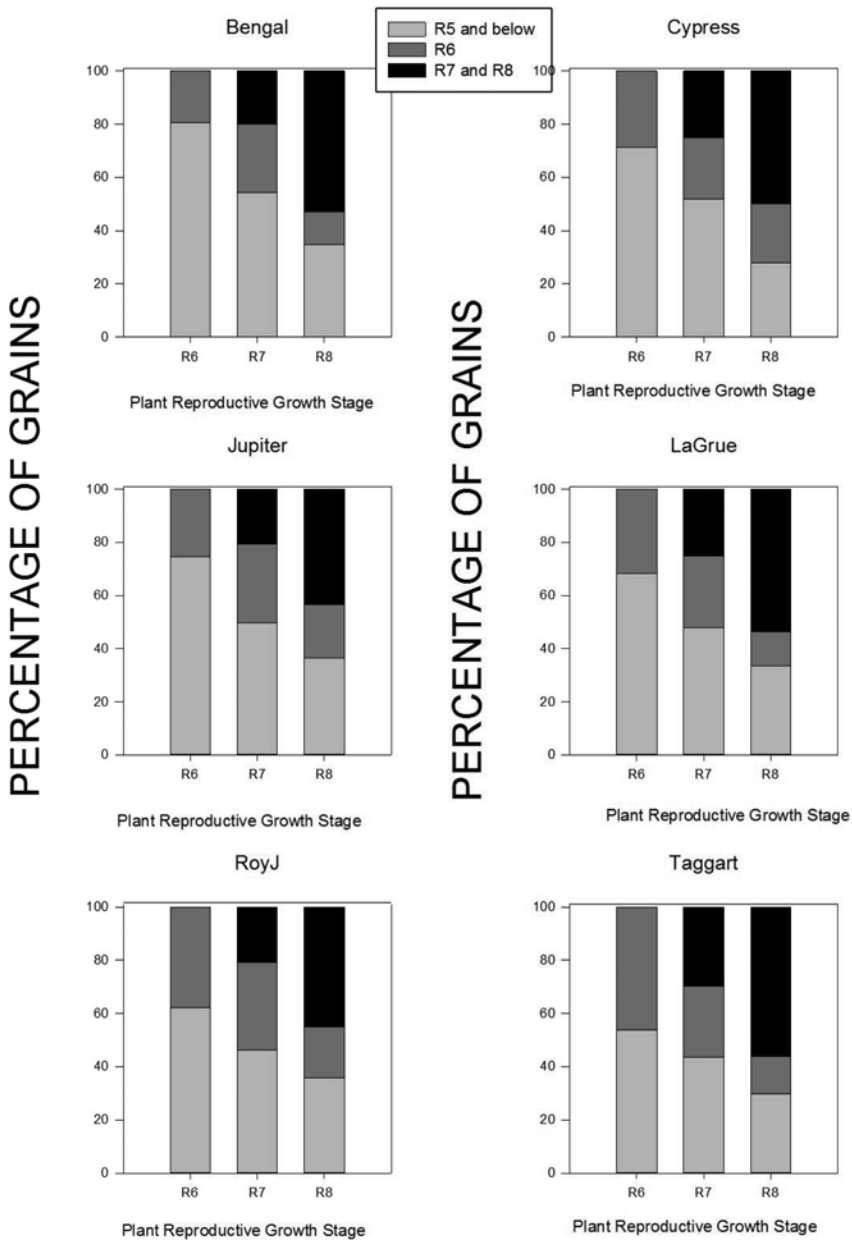 Bengal
R5 and below
R6
R7 and R8
Cypress
PERCENTAGE OF GRAINS
100
80
60
40
20
0
R6 R7 R8
Plant Reproductive Growth Stage
PERCENTAGE OF GRAINS
100
80
60
40
20
0
R6 R7 R8
Plant Reproductive Growth Stage
Jupiter
100
80
60
40
20
0
R6 R7 R8
Plant Reproductive Growth Stage
LaGrue
100
80
60
40
20
0
R6 R7 R8
Plant Reproductive Growth Stage
RoyJ
100
80
60
40
20
0
R6 R7 R8
Plant Reproductive Growth Stage
Taggart
100
80
60
40
20
0
R6 R7 R8
Plant Reproductive Growth Stage